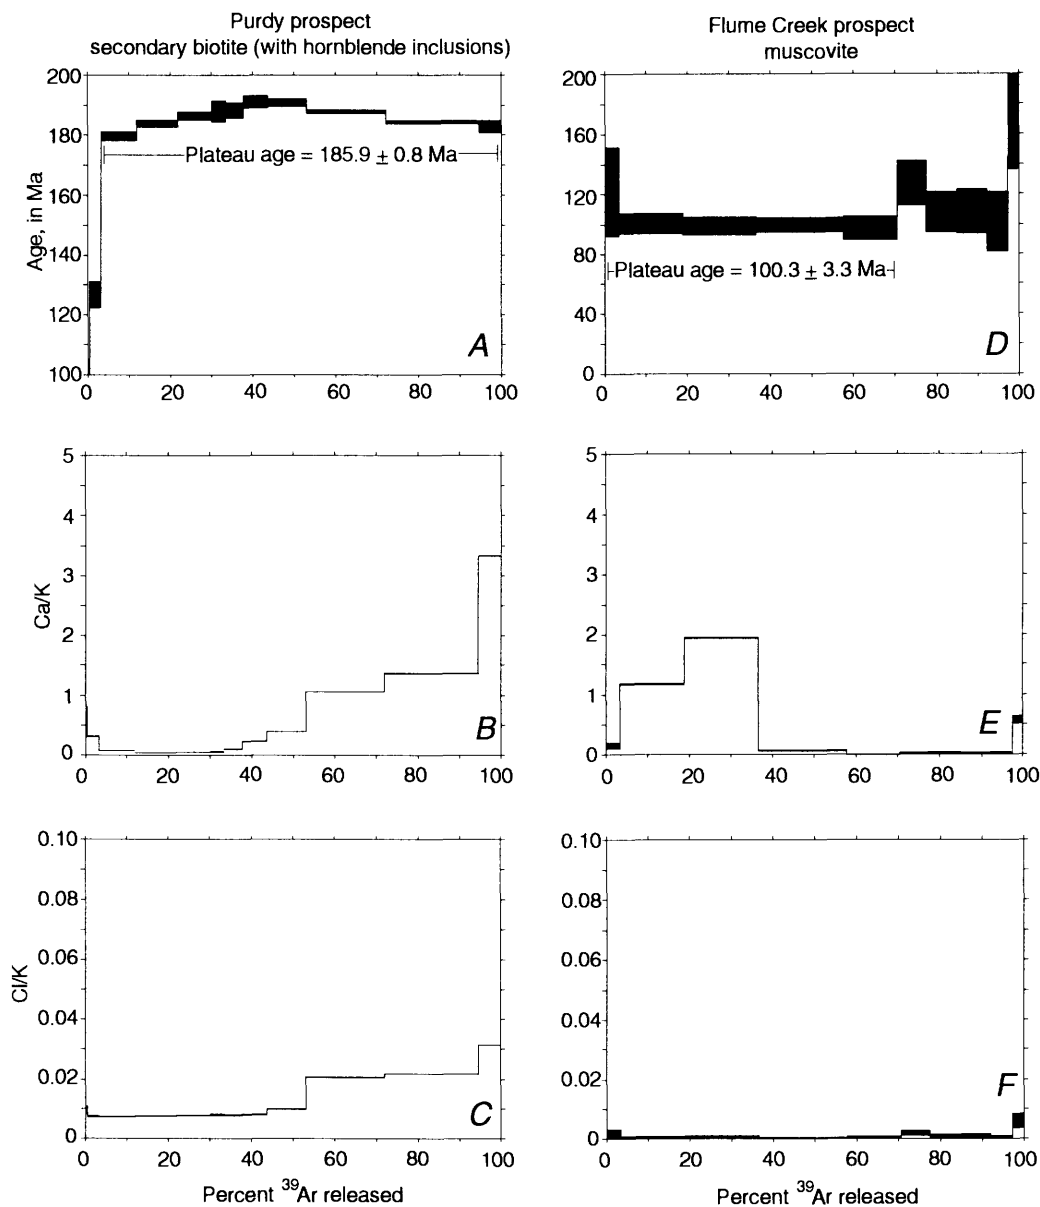 Purdy prospect
secondary biotite (with hornblende inclusions)
200
180
160
140
120
100
Age, in Ma
Plateau age = 185.9 ± 0.8 Ma
A
0 20 40 60 80 100
Flume Creek prospect
muscovite
200
160
120
80
40
0
Plateau age = 100.3 ± 3.3 Ma
D
0 20 40 60 80 100
5
4
3
2
1
0
Ca/K
B
0 20 40 60 80 100
5
4
3
2
1
0
E
0 20 40 60 80 100
0.10
0.08
0.06
0.04
0.02
0
Cl/K
C
0 20 40 60 80 100
Percent ³⁹Ar released
0.10
0.08
0.06
0.04
0.02
0
F
0 20 40 60 80 100
Percent ³⁹Ar released